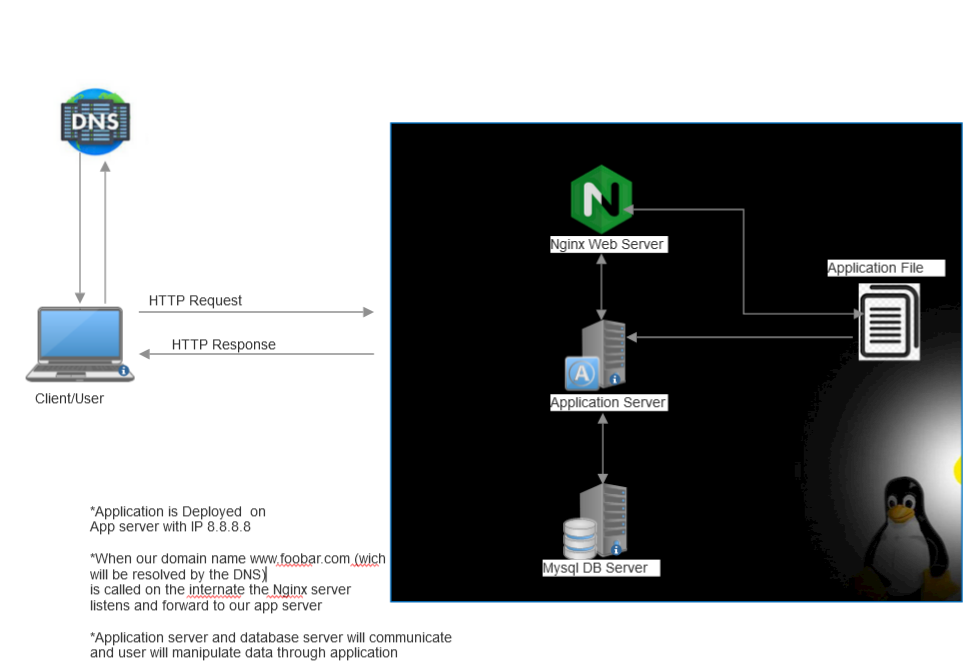 DNS
Nginx Web Server
Application File
HTTP Request
HTTP Response
A
Application Server
Client/User
Mysql DB Server
*Application is Deployed on
App server with IP 8.8.8.8
*When our domain name www.foobar.com (wich
will be resolved by the DNS)
is called on the internate the Nginx server
listens and forward to our app server
*Application server and database server will communicate
and user will manipulate data through application